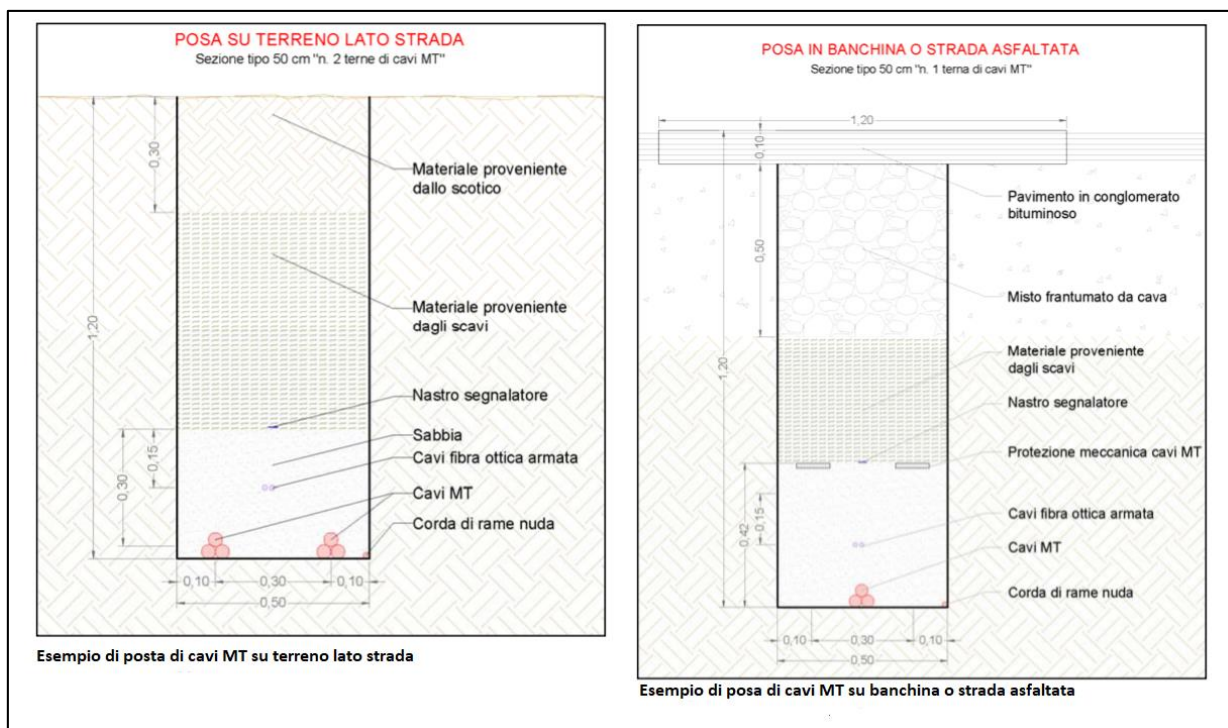 POSA SU TERRENO LATO STRADA
Sezione tipo 50 cm "n. 2 terne di cavi MT"
0,30
1,20
Materiale proveniente
dallo scotico
Materiale proveniente
dagli scavi
Nastro segnalatore
Sabbia
0,15
0,30
Cavi fibra ottica armata
Cavi MT
Corda di rame nuda
0,10
0,30
0,10
0,50
Esempio di posta di cavi MT su terreno lato strada
POSA IN BANCHINA O STRADA ASFALTATA
Sezione tipo 50 cm "n. 1 terna di cavi MT"
1,20
0,10
Pavimento in conglomerato
bituminoso
0,50
Misto frantumato da cava
1,20
Materiale proveniente
dagli scavi
Nastro segnalatore
Protezione meccanica cavi MT
0,42
0,15
Cavi fibra ottica armata
Cavi MT
Corda di rame nuda
0,10
0,30
0,10
0,50
Esempio di posa di cavi MT su banchina o strada asfaltata